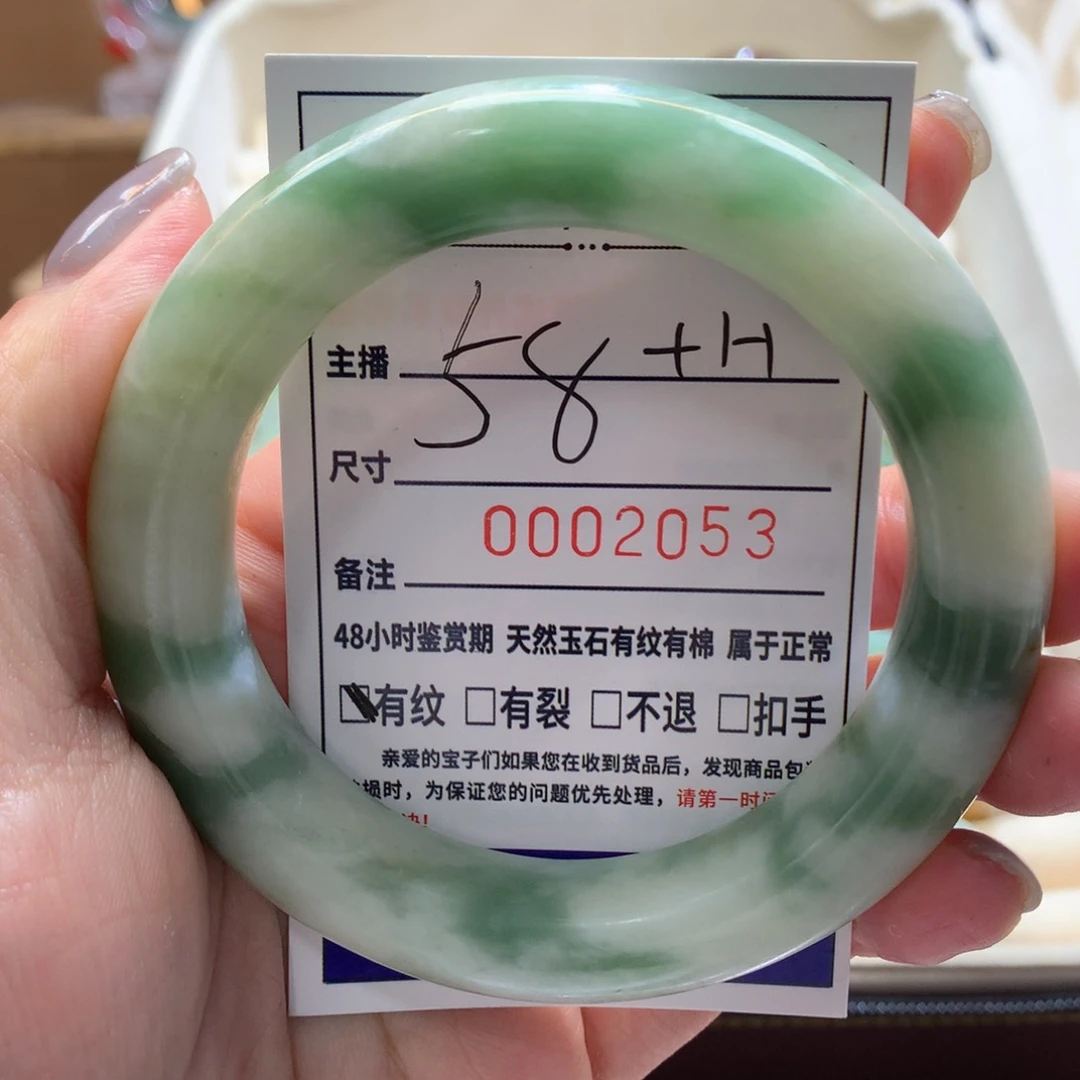 主播 58 +H
尺寸
0002053
备注
48小时鉴赏期 天然玉石有纹有棉 属于正常
☑有纹 □有裂 □不退 □扣手
亲爱的宝子们如果您在收到货品后，发现商品包
损时，为保证您的问题优先处理，请第一时
决!